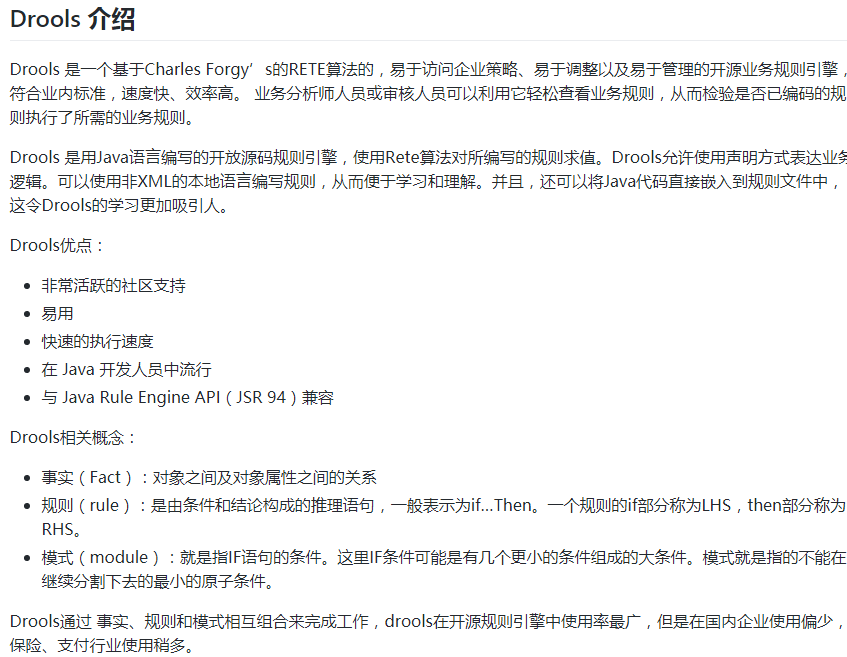 Drools 介绍
Drools 是一个基于Charles Forgy’s的RETE算法的，易于访问企业策略、易于调整以及易于管理的开源业务规则引擎，
符合业内标准，速度快、效率高。 业务分析师人员或审核人员可以利用它轻松查看业务规则，从而检验是否已编码的规
则执行了所需的业务规则。
Drools 是用Java语言编写的开放源码规则引擎，使用Rete算法对所编写的规则求值。Drools允许使用声明方式表达业务
逻辑。可以使用非XML的本地语言编写规则，从而便于学习和理解。并且，还可以将Java代码直接嵌入到规则文件中，
这令Drools的学习更加吸引人。
Drools优点：
非常活跃的社区支持
易用
快速的执行速度
在 Java 开发人员中流行
与 Java Rule Engine API（JSR 94）兼容
Drools相关概念：
事实（Fact）：对象之间及对象属性之间的关系
规则（rule）：是由条件和结论构成的推理语句，一般表示为if...Then。一个规则的if部分称为LHS，then部分称为
RHS。
模式（module）：就是指IF语句的条件。这里IF条件可能是有几个更小的条件组成的大条件。模式就是指的不能在
继续分割下去的最小的原子条件。
Drools通过 事实、规则和模式相互组合来完成工作，drools在开源规则引擎中使用率最广，但是在国内企业使用偏少，
保险、支付行业使用稍多。